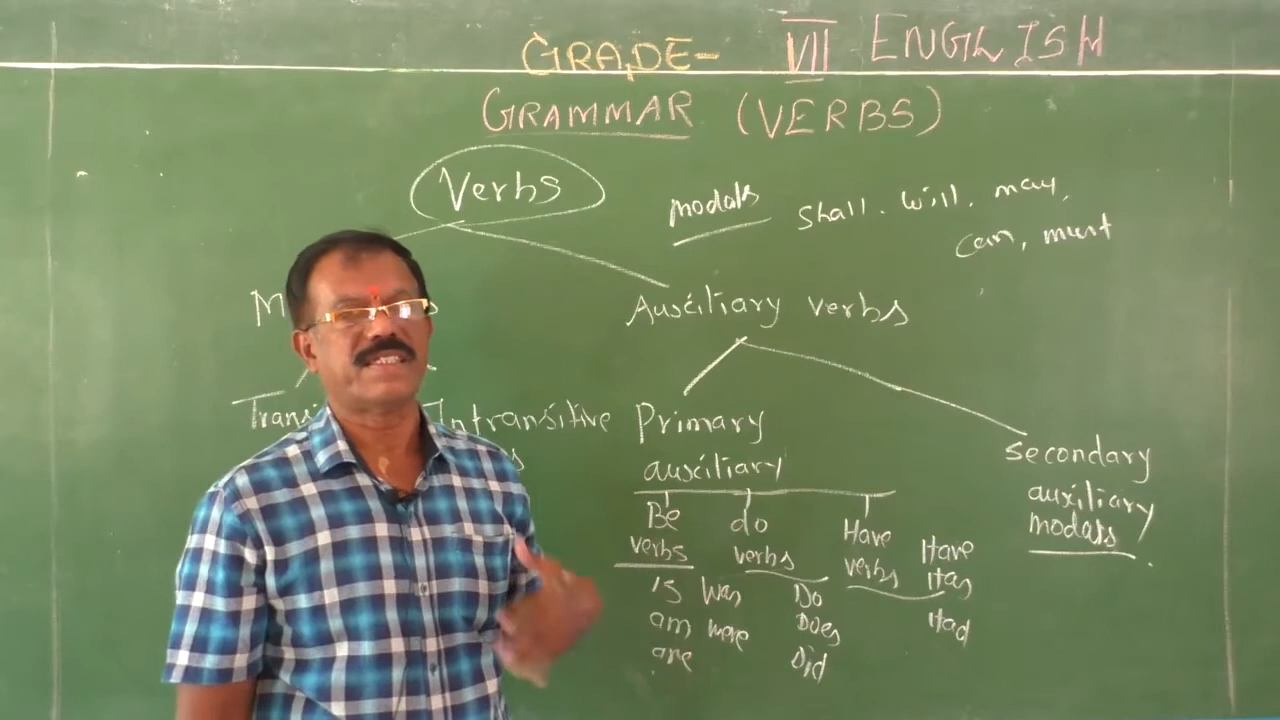 GRADE- VII ENGLISH
GRAMMAR (VERBS)
Verbs
modals shall. will. may,
can, must
Auxiliary verbs
Intransitive
Primary
auxiliary
secondary
auxiliary
modals
Be do Have Have
verbs verbs verbs Has
is was Do Had
am were Does
are Did